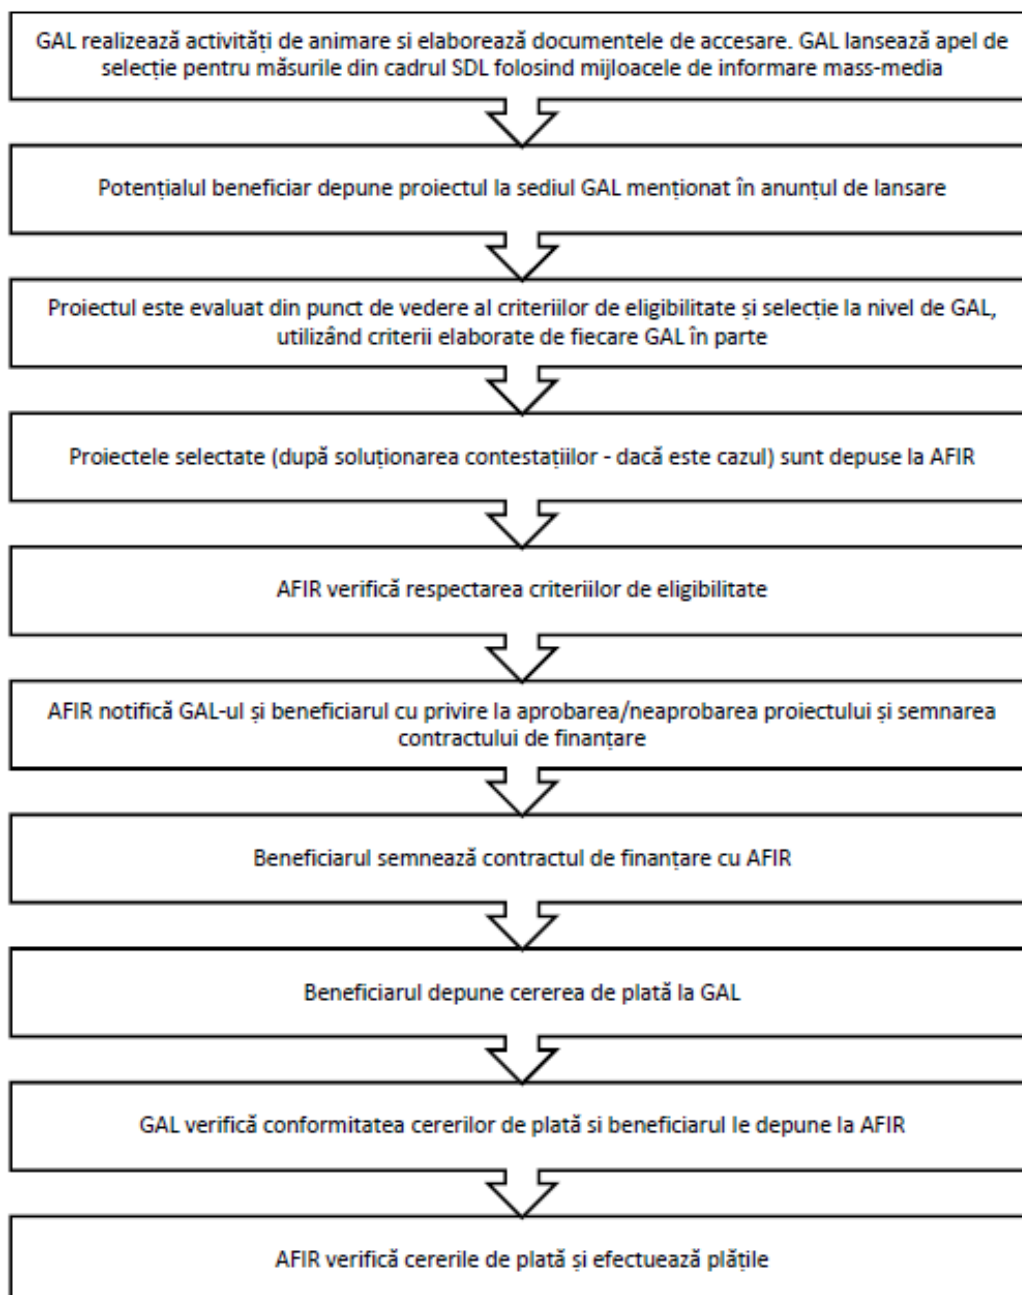 GAL realizează activități de animare si elaborează documentele de accesare. GAL lansează apel de
selecție pentru măsurile din cadrul SDL folosind mijloacele de informare mass-media
Potențialul beneficiar depune proiectul la sediul GAL menționat în anunțul de lansare
Proiectul este evaluat din punct de vedere al criteriilor de eligibilitate și selecție la nivel de GAL,
utilizând criterii elaborate de fiecare GAL în parte
Proiectele selectate (după soluționarea contestațiilor - dacă este cazul) sunt depuse la AFIR
AFIR verifică respectarea criteriilor de eligibilitate
AFIR notifică GAL-ul și beneficiarul cu privire la aprobarea/neaprobarea proiectului și semnarea
contractului de finanțare
Beneficiarul semnează contractul de finanțare cu AFIR
Beneficiarul depune cererea de plată la GAL
GAL verifică conformitatea cererilor de plată si beneficiarul le depune la AFIR
AFIR verifică cererile de plată și efectuează plățile